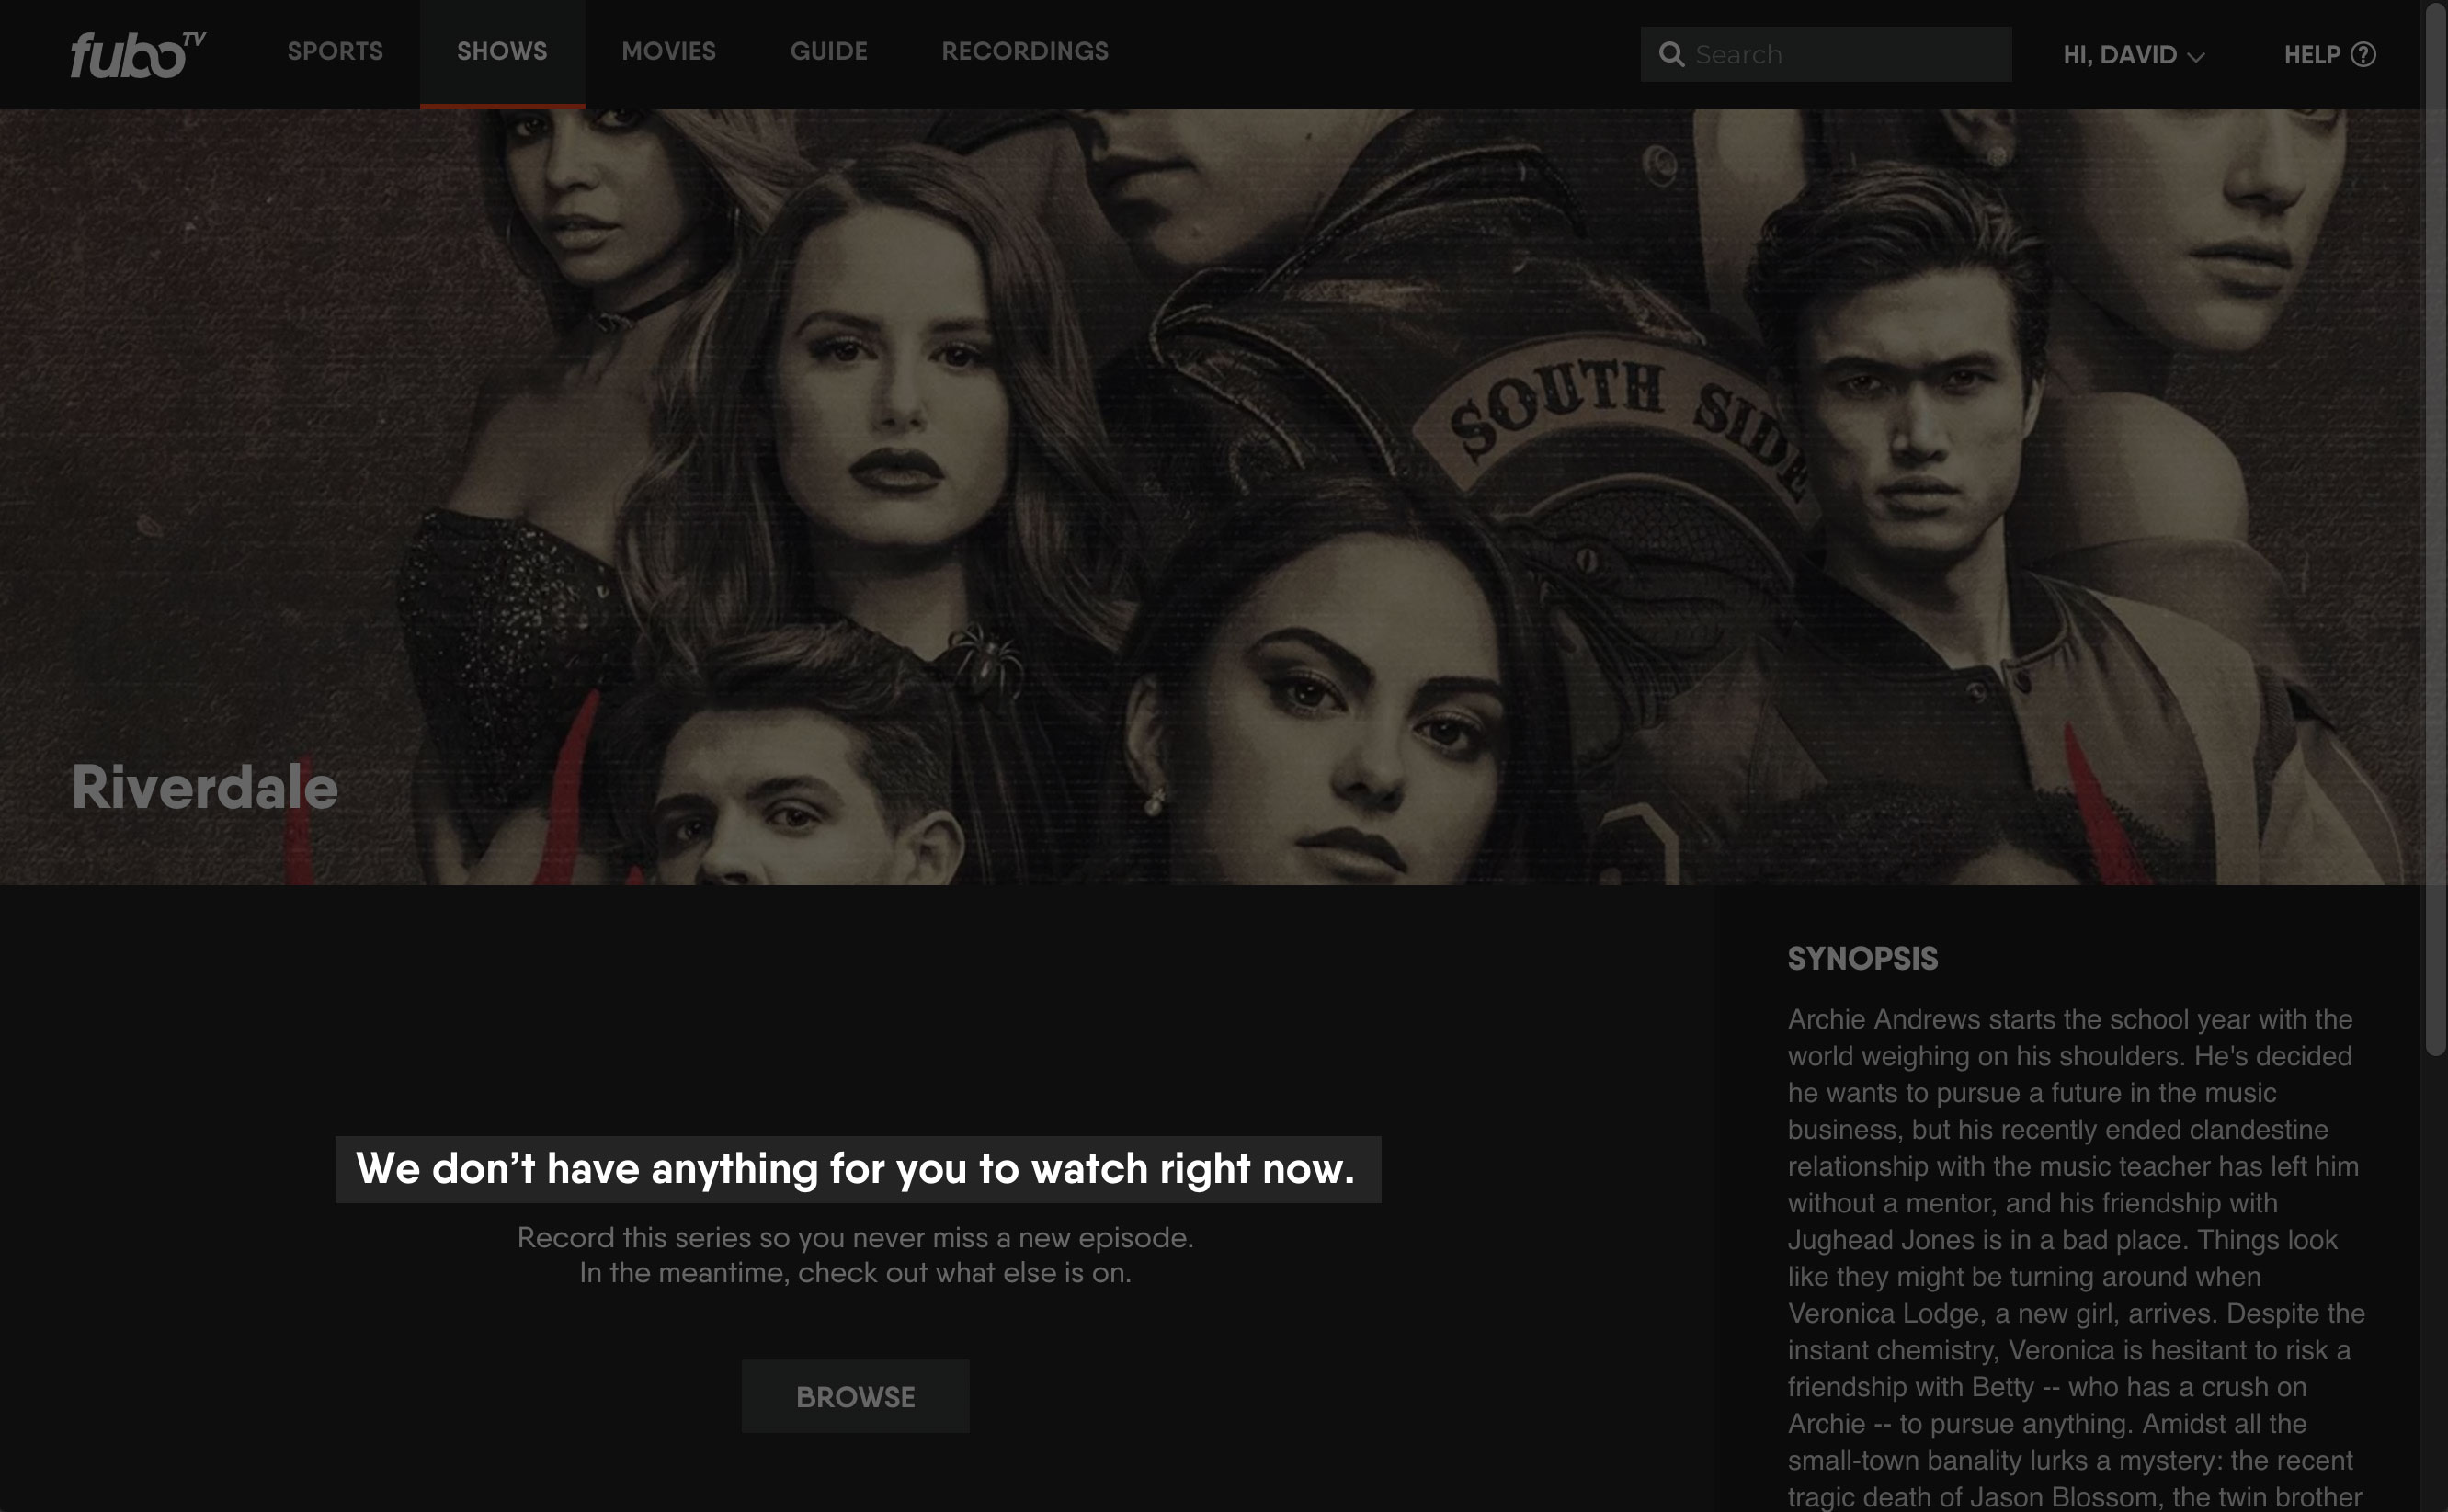 fubo TV
SPORTS
SHOWS
MOVIES
GUIDE
RECORDINGS
Search
HI, DAVID
HELP ?
SOUTH SIDE
Riverdale
We don’t have anything for you to watch right now.
Record this series so you never miss a new episode.
In the meantime, check out what else is on.
BROWSE
SYNOPSIS
Archie Andrews starts the school year with the
world weighing on his shoulders. He's decided
he wants to pursue a future in the music
business, but his recently ended clandestine
relationship with the music teacher has left him
without a mentor, and his friendship with
Jughead Jones is in a bad place. Things look
like they might be turning around when
Veronica Lodge, a new girl, arrives. Despite the
instant chemistry, Veronica is hesitant to risk a
friendship with Betty -- who has a crush on
Archie -- to pursue anything. Amidst all the
small-town banality lurks a mystery: the recent
tragic death of Jason Blossom, the twin brother